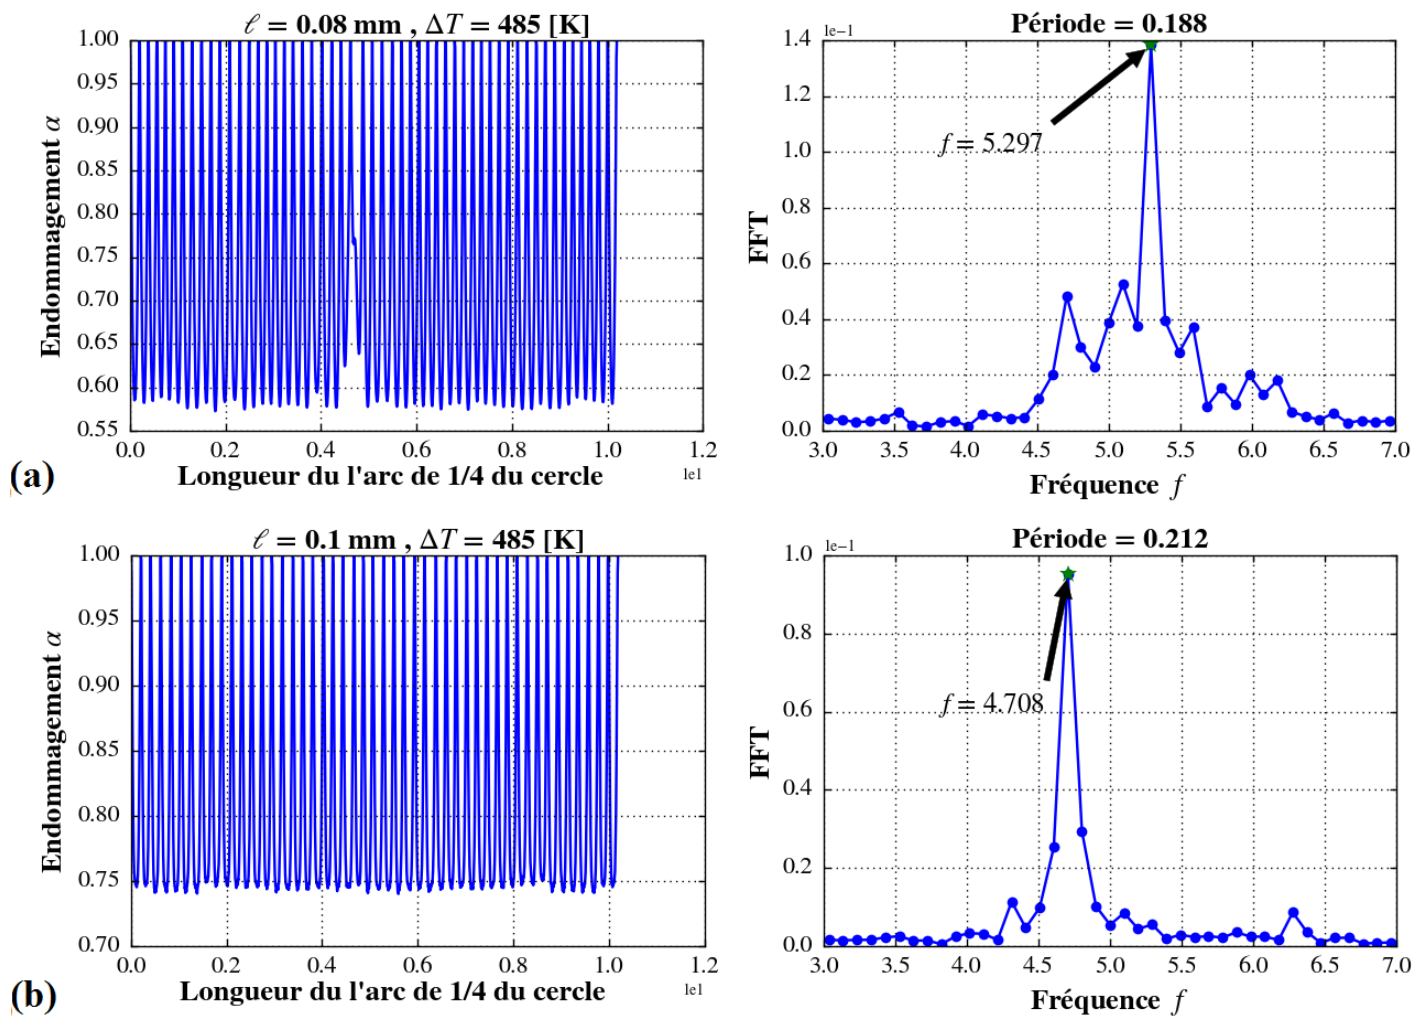 ℓ = 0.08 mm , ΔT = 485 [K]
Endommagement α
1.00
0.95
0.90
0.85
0.80
0.75
0.70
0.65
0.60
0.55
0.0 0.2 0.4 0.6 0.8 1.0 1.2
1e1
Longueur du l'arc de 1/4 du cercle
(a)
Période = 0.188
1e−1
FFT
1.4
1.2
1.0
0.8
0.6
0.4
0.2
0.0
f = 5.297
3.0 3.5 4.0 4.5 5.0 5.5 6.0 6.5 7.0
Fréquence f
ℓ = 0.1 mm , ΔT = 485 [K]
Endommagement α
1.00
0.95
0.90
0.85
0.80
0.75
0.70
0.0 0.2 0.4 0.6 0.8 1.0 1.2
1e1
Longueur du l'arc de 1/4 du cercle
(b)
Période = 0.212
1e−1
FFT
1.0
0.8
0.6
0.4
0.2
0.0
f = 4.708
3.0 3.5 4.0 4.5 5.0 5.5 6.0 6.5 7.0
Fréquence f